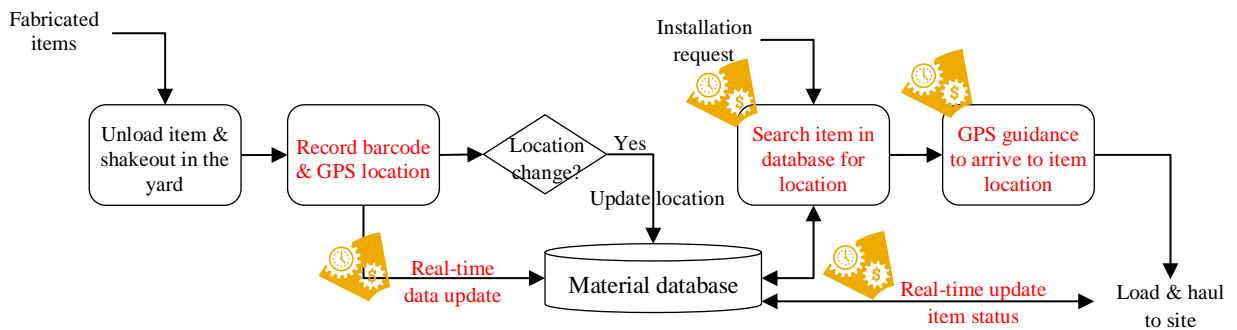 Fabricated
items
Unload item &
shakeout in the
yard
Record barcode
& GPS location
Location
change?
Yes
Update location
Real-time
data update
Material database
Installation
request
Search item in
database for
location
GPS guidance
to arrive to item
location
Real-time update
item status
Load & haul
to site
$
$
$
$